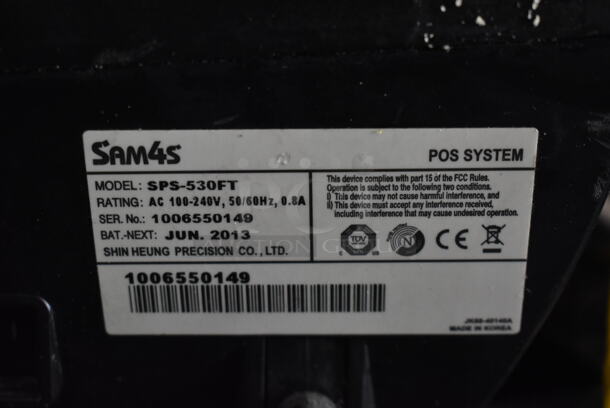 SAM4S
POS SYSTEM
MODEL: SPS-530FT
RATING: AC 100-240V, 50/60Hz, 0.8A
SER. No.: 1006550149
BAT.-NEXT: JUN. 2013
SHIN HEUNG PRECISION CO., LTD.
This device complies with part 15 of the FCC Rules.
Operation is subject to the following two conditions.
i) This device may not cause harmful interference, and
ii) This device must accept any interference received,
including interference that may cause undesired operation.
TÜV
N
CE
1006550149
JK68-40148A
MADE IN KOREA